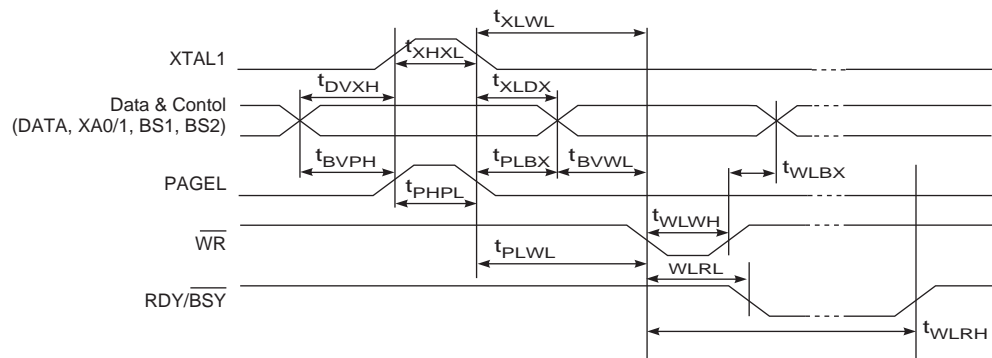 tXLWL
XTAL1
tXHXL
tDVXH
tXLDX
Data & Contol
(DATA, XA0/1, BS1, BS2)
tBVPH
tPLBX
tBVWL
tWLBX
PAGEL
tPHPL
tWLWH
WR
tPLWL
WLRL
RDY/BSY
tWLRH